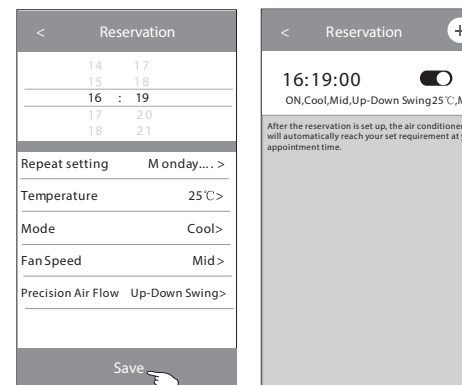 < Reservation
14 17
15 18
16 : 19
17 20
18 21
Repeat setting Monday.... >
Temperature 25℃>
Mode Cool>
Fan Speed Mid>
Precision Air Flow Up-Down Swing>
Save
< Reservation +
16:19:00
ON,Cool,Mid,Up-Down Swing25℃,M
After the reservation is set up, the air conditioner
will automatically reach your set requirement at
appointment time.